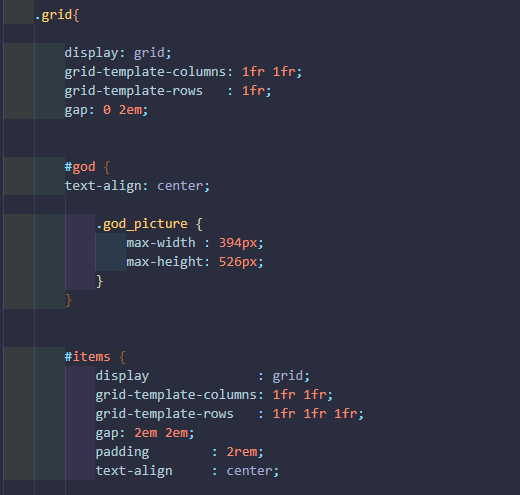 .grid{
display: grid;
grid-template-columns: 1fr 1fr;
grid-template-rows   : 1fr;
gap: 0 2em;
#god {
text-align: center;
.god_picture {
max-width : 394px;
max-height: 526px;
}
}
#items {
display              : grid;
grid-template-columns: 1fr 1fr;
grid-template-rows   : 1fr 1fr 1fr;
gap: 2em 2em;
padding        : 2rem;
text-align     : center;